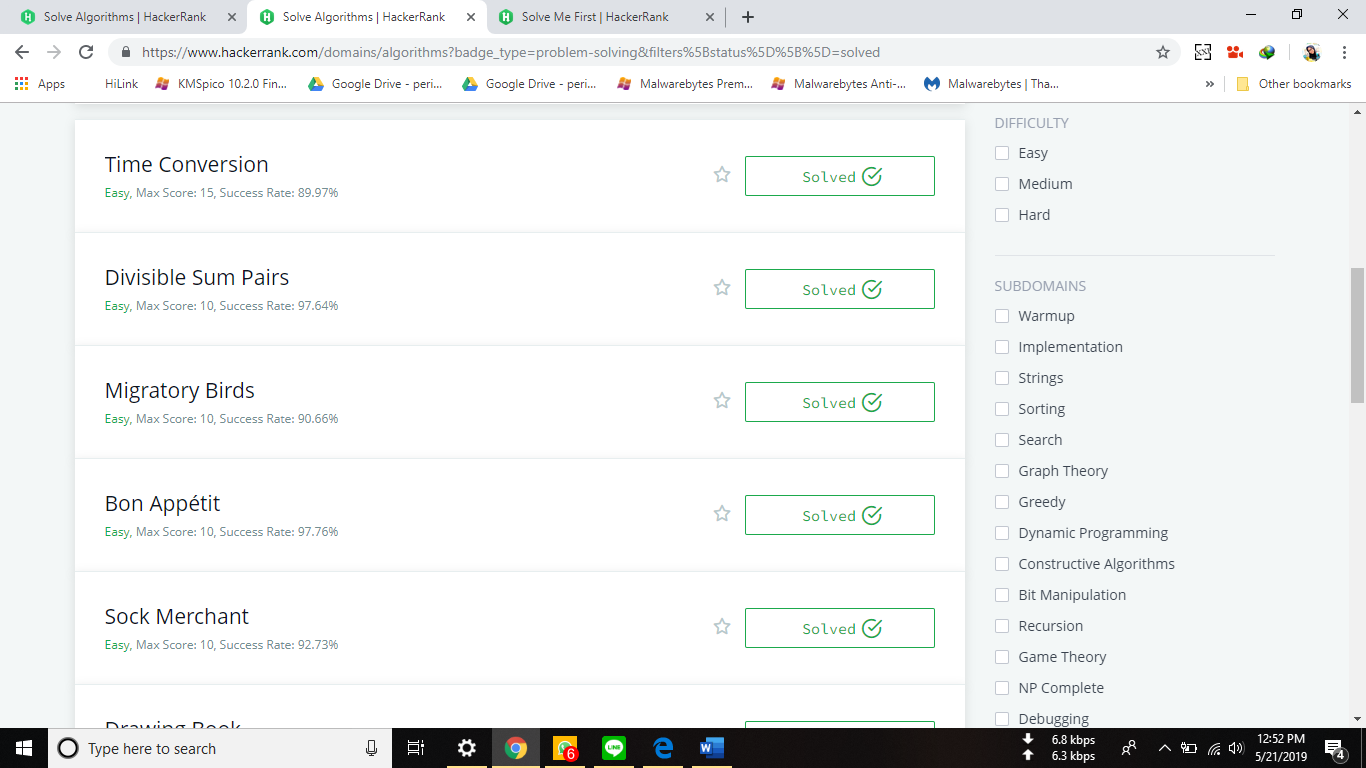 Solve Algorithms | HackerRank
Solve Algorithms | HackerRank
Solve Me First | HackerRank
https://www.hackerrank.com/domains/algorithms?badge_type=problem-solving&filters%5Bstatus%5D%5B%5D=solved
Apps HiLink KMSpico 10.2.0 Fin... Google Drive - peri... Google Drive - peri... Malwarebytes Prem... Malwarebytes Anti-... Malwarebytes | Tha... » Other bookmarks
Time Conversion
Easy, Max Score: 15, Success Rate: 89.97%
Solved
Divisible Sum Pairs
Easy, Max Score: 10, Success Rate: 97.64%
Solved
Migratory Birds
Easy, Max Score: 10, Success Rate: 90.66%
Solved
Bon Appétit
Easy, Max Score: 10, Success Rate: 97.76%
Solved
Sock Merchant
Easy, Max Score: 10, Success Rate: 92.73%
Solved
Drawing Book
DIFFICULTY
Easy
Medium
Hard
SUBDOMAINS
Warmup
Implementation
Strings
Sorting
Search
Graph Theory
Greedy
Dynamic Programming
Constructive Algorithms
Bit Manipulation
Recursion
Game Theory
NP Complete
Debugging
Type here to search
6
LINE
6.8 kbps
6.3 kbps
12:52 PM
5/21/2019
4